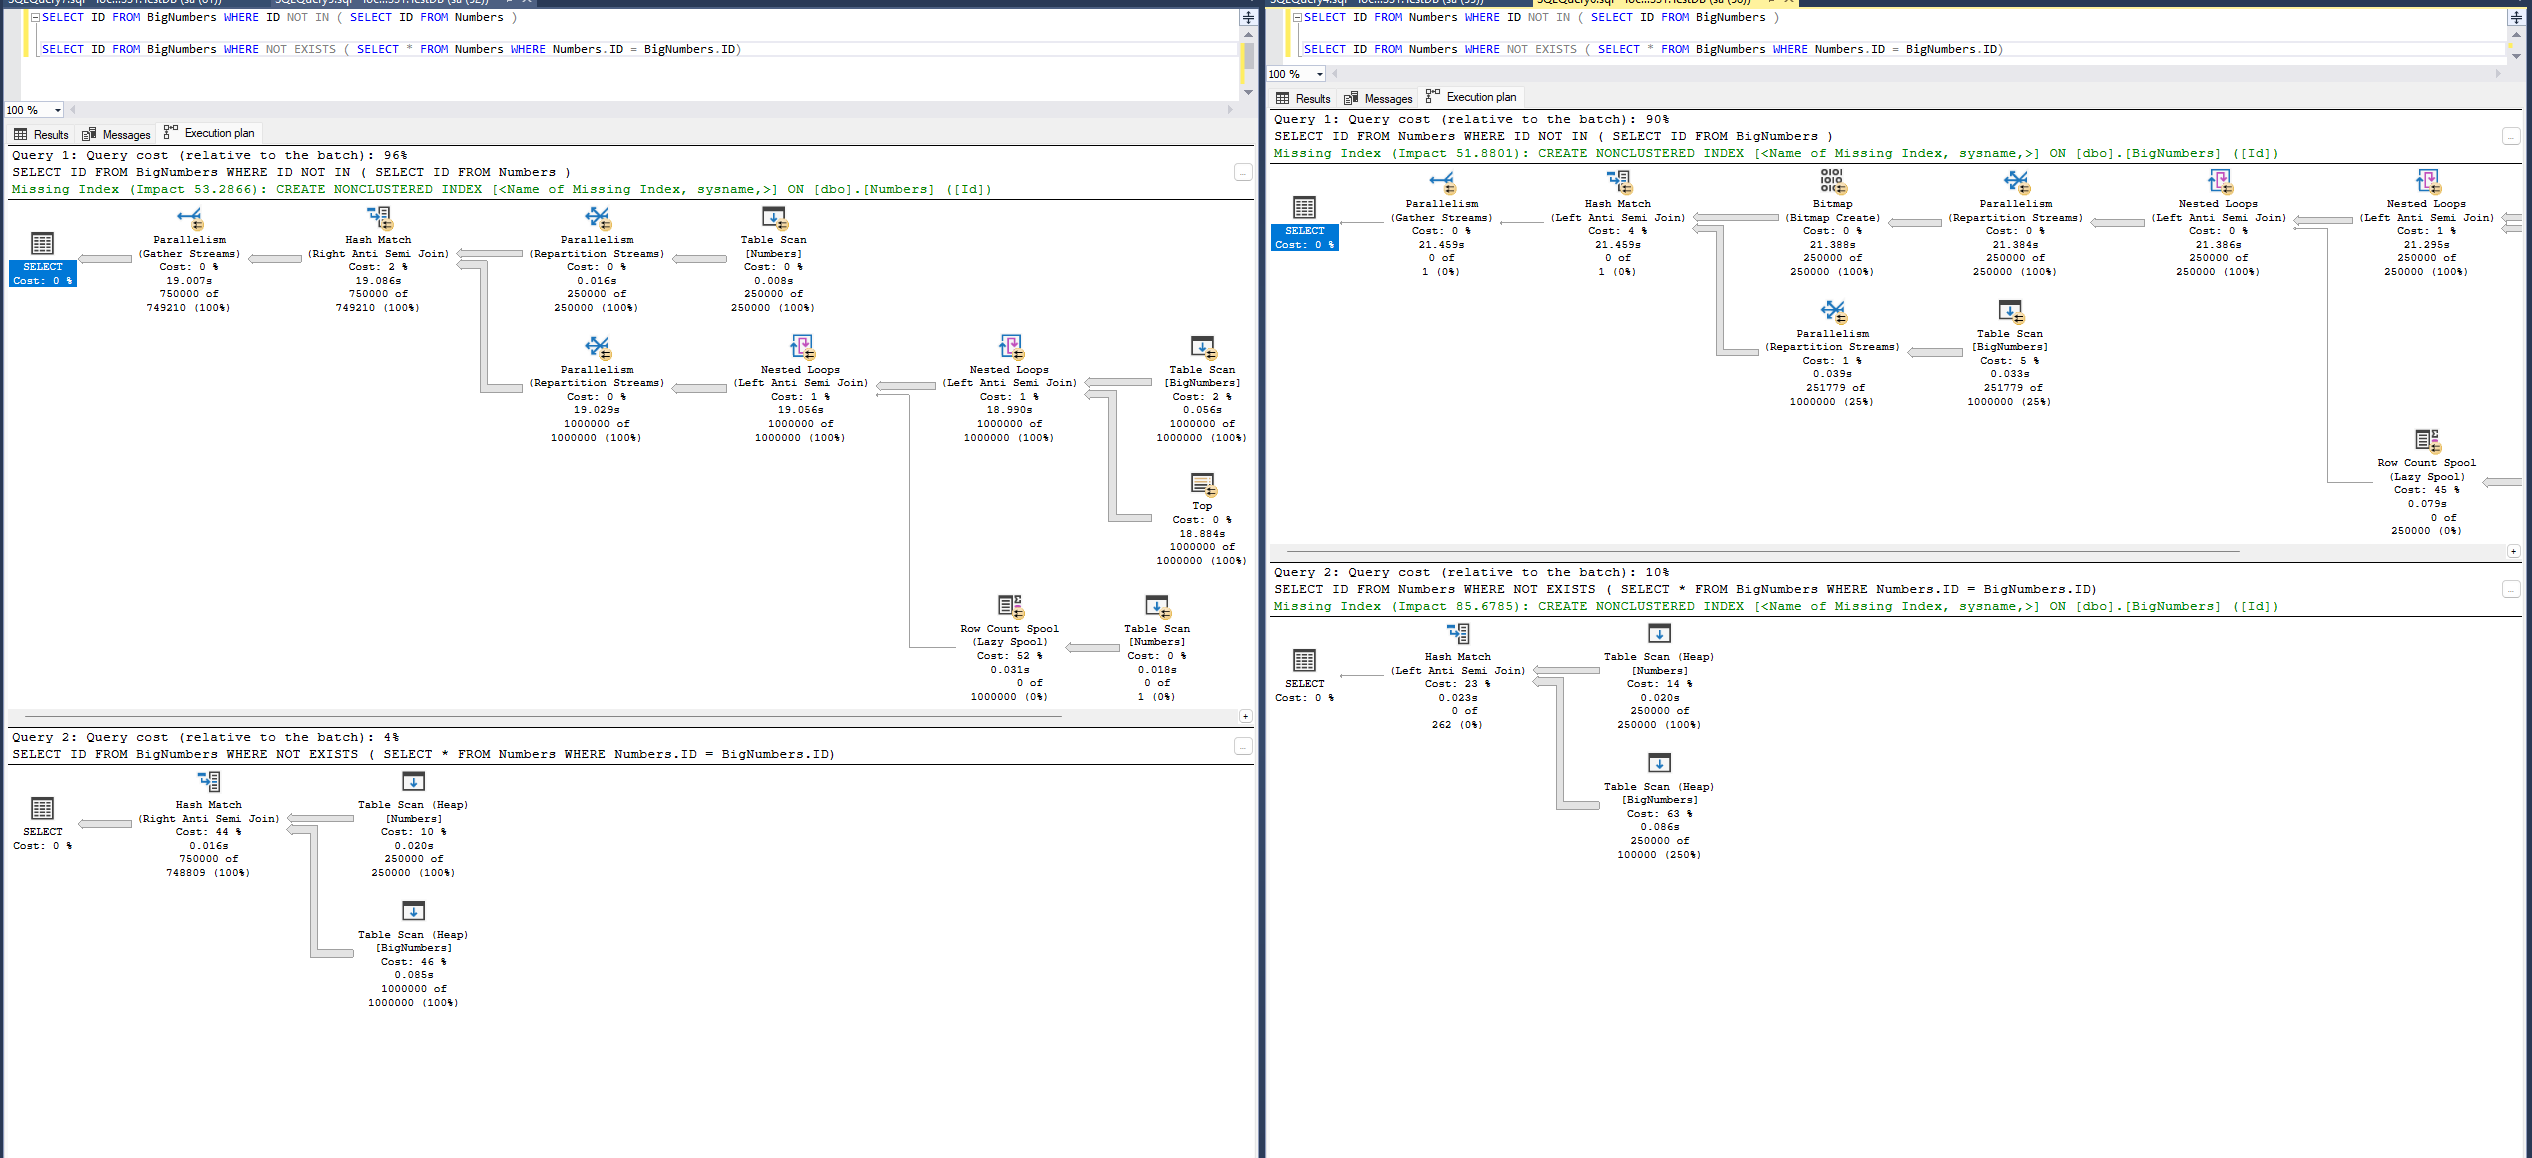 SELECT ID FROM BigNumbers WHERE ID NOT IN ( SELECT ID FROM Numbers )
SELECT ID FROM BigNumbers WHERE NOT EXISTS ( SELECT * FROM Numbers WHERE Numbers.ID = BigNumbers.ID)
100 %
Results
Messages
Execution plan
Query 1: Query cost (relative to the batch): 96%
SELECT ID FROM BigNumbers WHERE ID NOT IN ( SELECT ID FROM Numbers )
Missing Index (Impact 53.2866): CREATE NONCLUSTERED INDEX [<Name of Missing Index, sysname,>] ON [dbo].[Numbers] ([Id])
SELECT
Cost: 0 %
Parallelism
(Gather Streams)
Cost: 0 %
19.007s
750000 of
749210 (100%)
Hash Match
(Right Anti Semi Join)
Cost: 2 %
19.086s
750000 of
749210 (100%)
Parallelism
(Repartition Streams)
Cost: 0 %
0.016s
250000 of
250000 (100%)
Table Scan
[Numbers]
Cost: 0 %
0.008s
250000 of
250000 (100%)
Parallelism
(Repartition Streams)
Cost: 0 %
19.029s
1000000 of
1000000 (100%)
Nested Loops
(Left Anti Semi Join)
Cost: 1 %
19.056s
1000000 of
1000000 (100%)
Nested Loops
(Left Anti Semi Join)
Cost: 1 %
18.990s
1000000 of
1000000 (100%)
Table Scan
[BigNumbers]
Cost: 2 %
0.056s
1000000 of
1000000 (100%)
Top
Cost: 0 %
18.884s
1000000 of
1000000 (100%)
Row Count Spool
(Lazy Spool)
Cost: 52 %
0.031s
0 of
1000000 (0%)
Table Scan
[Numbers]
Cost: 0 %
0.018s
0 of
1 (0%)
Query 2: Query cost (relative to the batch): 4%
SELECT ID FROM BigNumbers WHERE NOT EXISTS ( SELECT * FROM Numbers WHERE Numbers.ID = BigNumbers.ID)
SELECT
Cost: 0 %
Hash Match
(Right Anti Semi Join)
Cost: 44 %
0.016s
750000 of
748809 (100%)
Table Scan (Heap)
[Numbers]
Cost: 10 %
0.020s
250000 of
250000 (100%)
Table Scan (Heap)
[BigNumbers]
Cost: 46 %
0.085s
1000000 of
1000000 (100%)
SELECT ID FROM Numbers WHERE ID NOT IN ( SELECT ID FROM BigNumbers )
SELECT ID FROM Numbers WHERE NOT EXISTS ( SELECT * FROM BigNumbers WHERE Numbers.ID = BigNumbers.ID)
100 %
Results
Messages
Execution plan
Query 1: Query cost (relative to the batch): 90%
SELECT ID FROM Numbers WHERE ID NOT IN ( SELECT ID FROM BigNumbers )
Missing Index (Impact 51.8801): CREATE NONCLUSTERED INDEX [<Name of Missing Index, sysname,>] ON [dbo].[BigNumbers] ([Id])
SELECT
Cost: 0 %
Parallelism
(Gather Streams)
Cost: 0 %
21.459s
0 of
1 (0%)
Hash Match
(Left Anti Semi Join)
Cost: 4 %
21.459s
0 of
1 (0%)
Bitmap
(Bitmap Create)
Cost: 0 %
21.388s
250000 of
250000 (100%)
Parallelism
(Repartition Streams)
Cost: 0 %
21.384s
250000 of
250000 (100%)
Nested Loops
(Left Anti Semi Join)
Cost: 0 %
21.386s
250000 of
250000 (100%)
Nested Loops
(Left Anti Semi Join)
Cost: 1 %
21.295s
250000 of
250000 (100%)
Parallelism
(Repartition Streams)
Cost: 1 %
0.039s
251779 of
1000000 (25%)
Table Scan
[BigNumbers]
Cost: 5 %
0.033s
251779 of
1000000 (25%)
Row Count Spool
(Lazy Spool)
Cost: 45 %
0.079s
0 of
250000 (0%)
Query 2: Query cost (relative to the batch): 10%
SELECT ID FROM Numbers WHERE NOT EXISTS ( SELECT * FROM BigNumbers WHERE Numbers.ID = BigNumbers.ID)
Missing Index (Impact 85.6785): CREATE NONCLUSTERED INDEX [<Name of Missing Index, sysname,>] ON [dbo].[BigNumbers] ([Id])
SELECT
Cost: 0 %
Hash Match
(Left Anti Semi Join)
Cost: 23 %
0.023s
0 of
262 (0%)
Table Scan (Heap)
[Numbers]
Cost: 14 %
0.020s
250000 of
250000 (100%)
Table Scan (Heap)
[BigNumbers]
Cost: 63 %
0.086s
250000 of
100000 (250%)